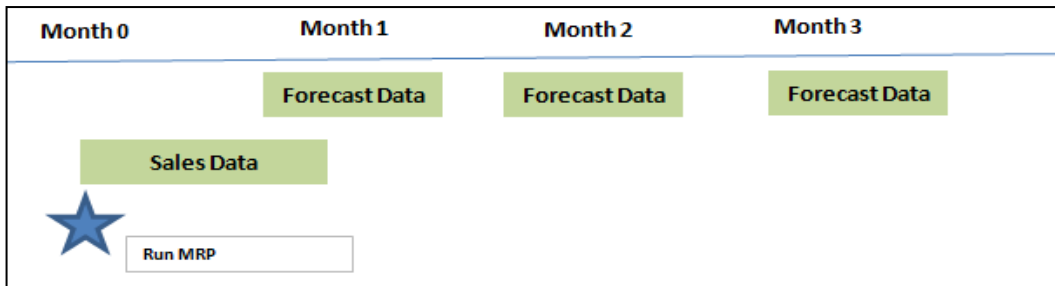 Month 0 Month 1 Month 2 Month 3
Forecast Data Forecast Data Forecast Data
Sales Data
Run MRP